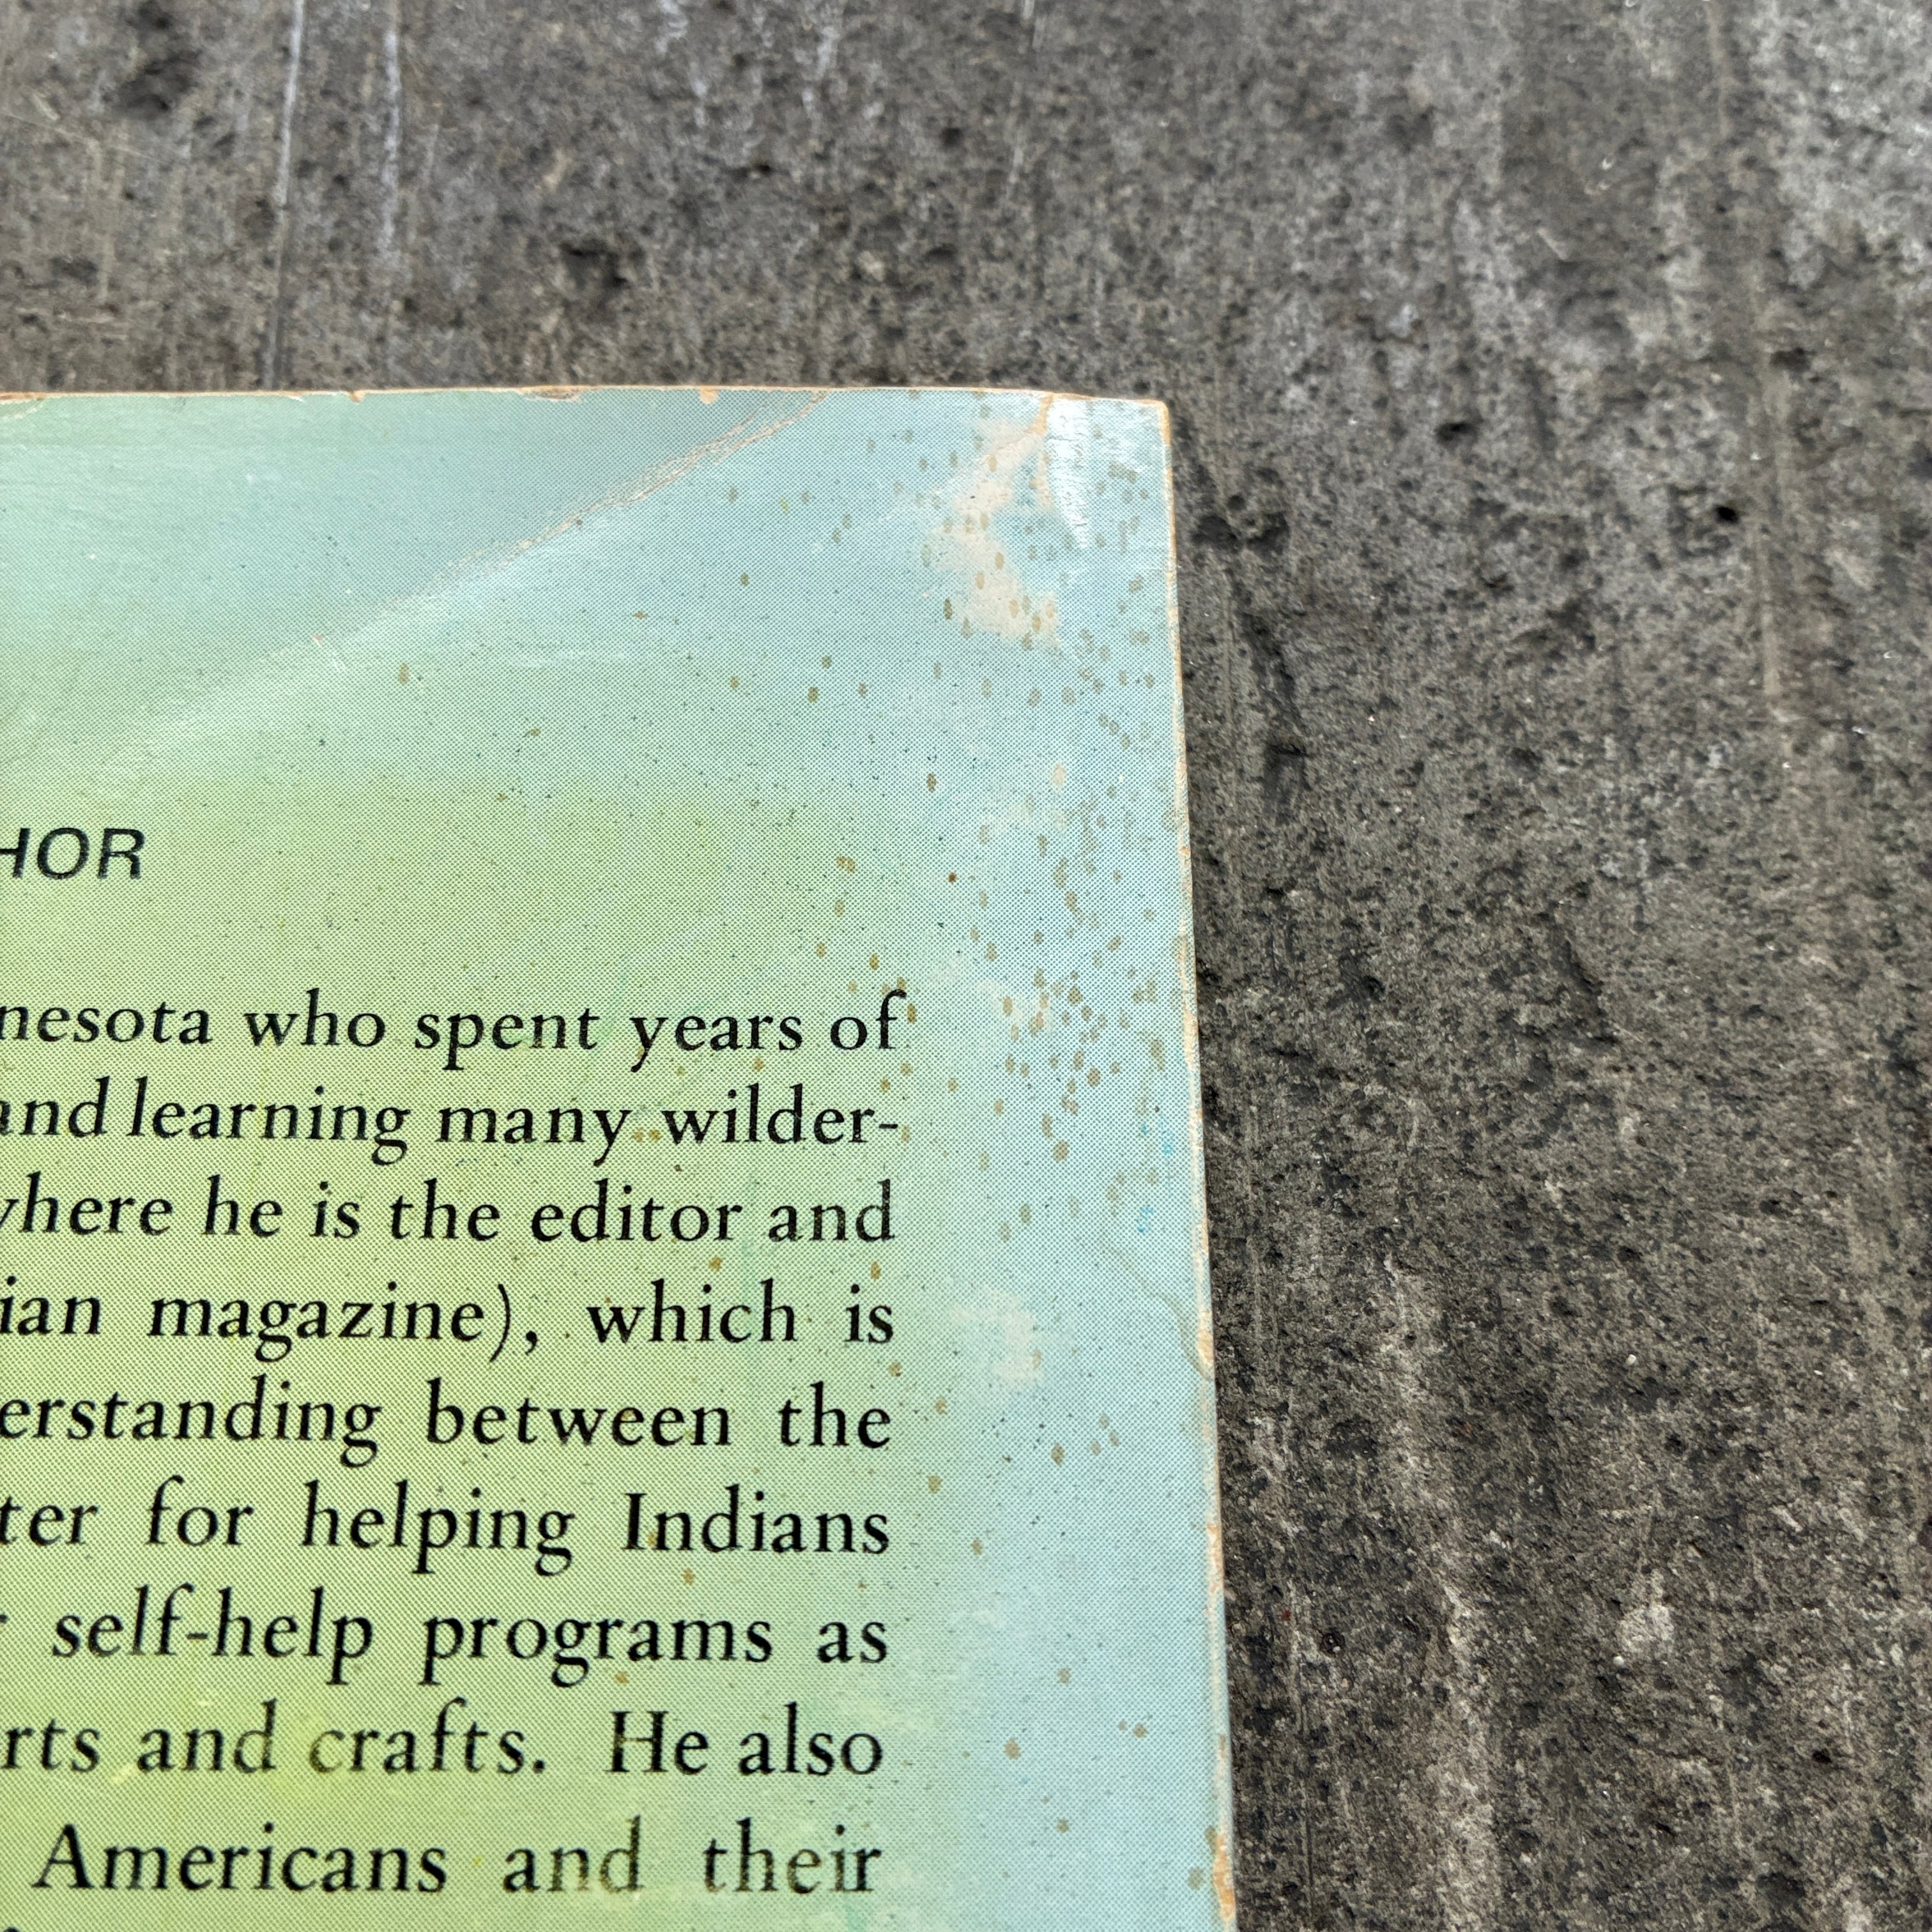 HOR
nesota who spent years of
and learning many wilder-
where he is the editor and
ian magazine), which is
erstanding between the
ter for helping Indians
self-help programs as
rts and crafts. He also
Americans and their